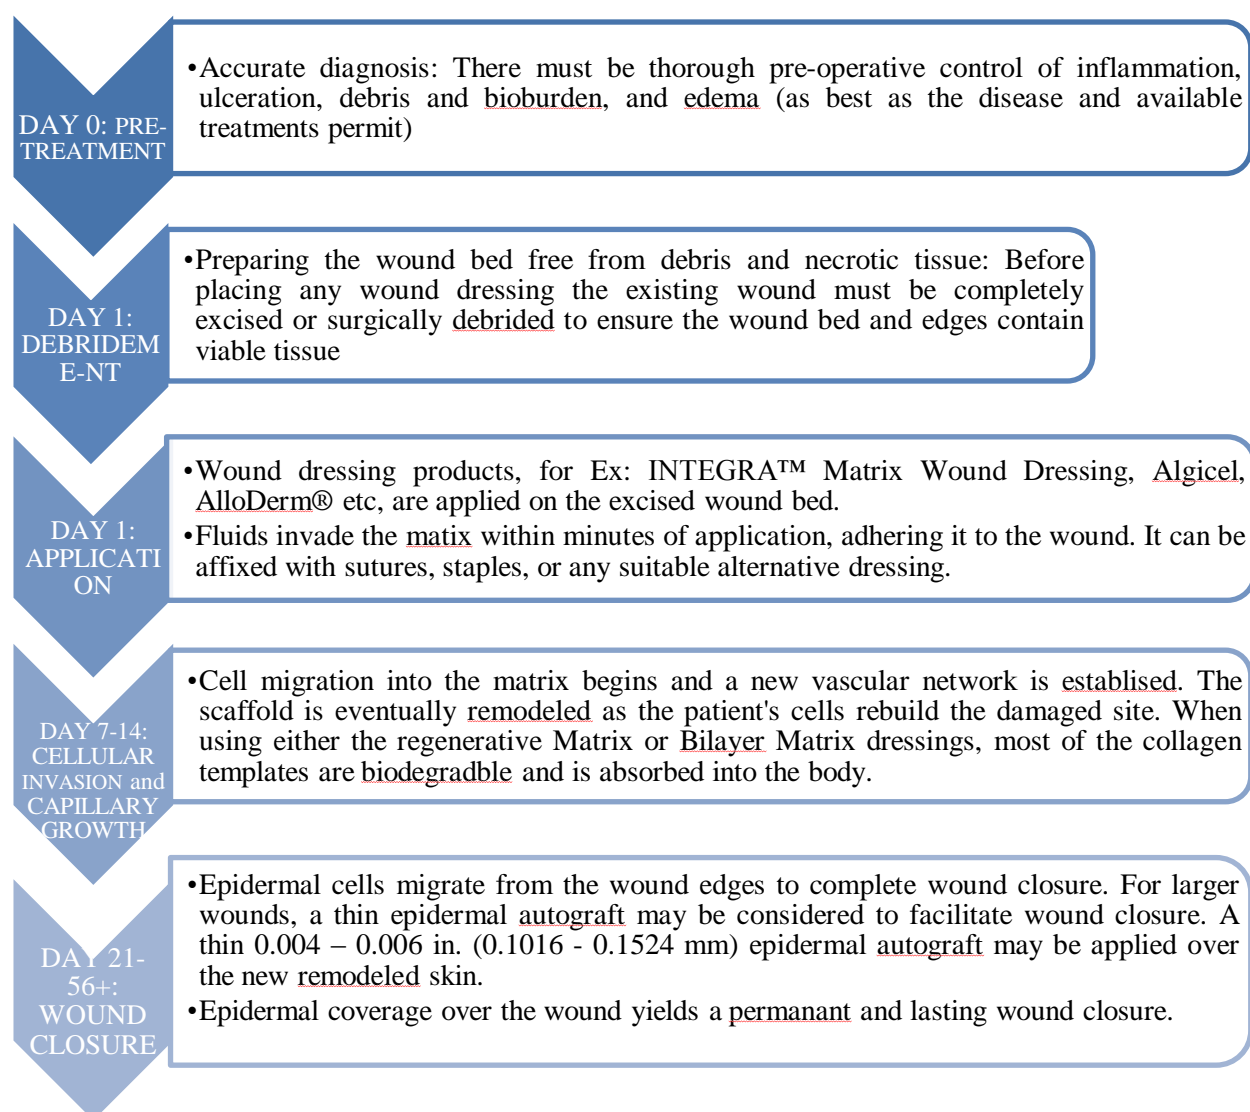 DAY 0: PRE-
TREATMENT
•Accurate diagnosis: There must be thorough pre-operative control of inflammation,
ulceration, debris and bioburden, and edema (as best as the disease and available
treatments permit)
DAY 1:
DEBRIDEM
E-NT
•Preparing the wound bed free from debris and necrotic tissue: Before
placing any wound dressing the existing wound must be completely
excised or surgically debrided to ensure the wound bed and edges contain
viable tissue
DAY 1:
APPLICATI
ON
•Wound dressing products, for Ex: INTEGRA™ Matrix Wound Dressing, Algicel,
AlloDerm® etc, are applied on the excised wound bed.
•Fluids invade the matix within minutes of application, adhering it to the wound. It can be
affixed with sutures, staples, or any suitable alternative dressing.
DAY 7-14:
CELLULAR
INVASION and
CAPILLARY
GROWTH
•Cell migration into the matrix begins and a new vascular network is establised. The
scaffold is eventually remodeled as the patient's cells rebuild the damaged site. When
using either the regenerative Matrix or Bilayer Matrix dressings, most of the collagen
templates are biodegradble and is absorbed into the body.
DAY 21-
56+:
WOUND
CLOSURE
•Epidermal cells migrate from the wound edges to complete wound closure. For larger
wounds, a thin epidermal autograft may be considered to facilitate wound closure. A
thin 0.004 – 0.006 in. (0.1016 - 0.1524 mm) epidermal autograft may be applied over
the new remodeled skin.
•Epidermal coverage over the wound yields a permanant and lasting wound closure.